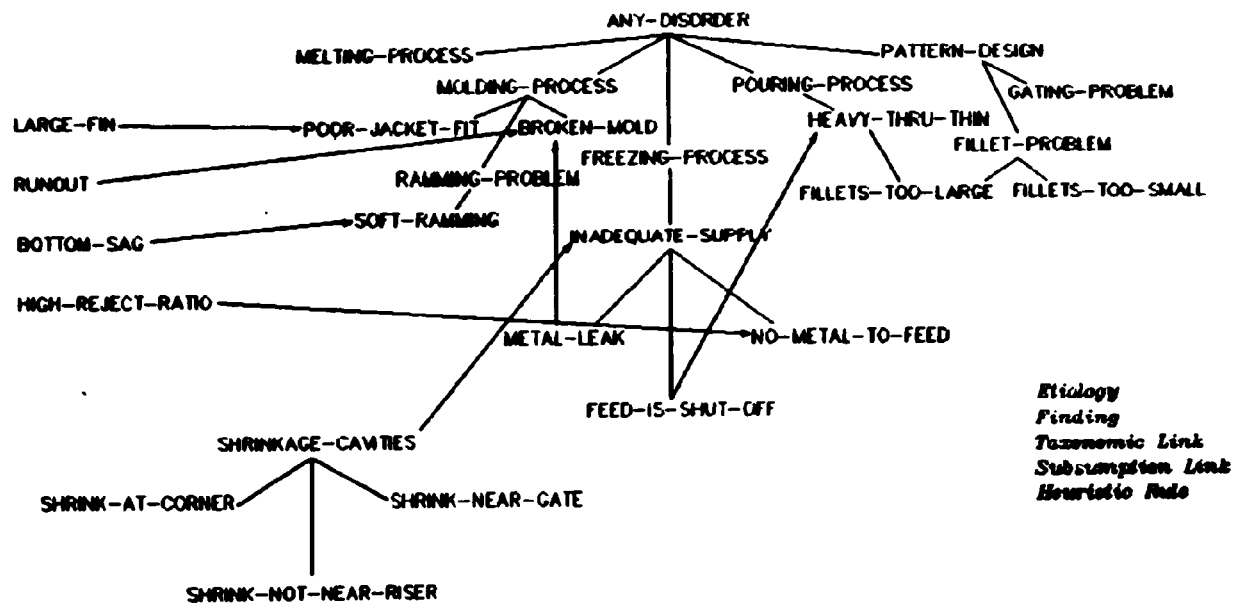 ANY-DISORDER
MELTING-PROCESS
PATTERN-DESIGN
MOLDING-PROCESS
POURING-PROCESS
GATING-PROBLEM
LARGE-FIN
POOR-JACKET-FIT
BROKEN-MOLD
HEAVY-THRU-THIN
FILLET-PROBLEM
FREEZING-PROCESS
RUNOUT
RAMMING-PROBLEM
FILLETS-TOO-LARGE
FILLETS-TOO-SMALL
SOFT-RAMMING
BOTTOM-SAG
INADEQUATE-SUPPLY
HIGH-REJECT-RATIO
METAL-LEAK
NO-METAL-TO-FEED
FEED-IS-SHUT-OFF
Etiology
Finding
Taxonomic Link
Subsumption Link
Heuristic Rule
SHRINKAGE-CAVITIES
SHRINK-AT-CORNER
SHRINK-NEAR-GATE
SHRINK-NOT-NEAR-RISER